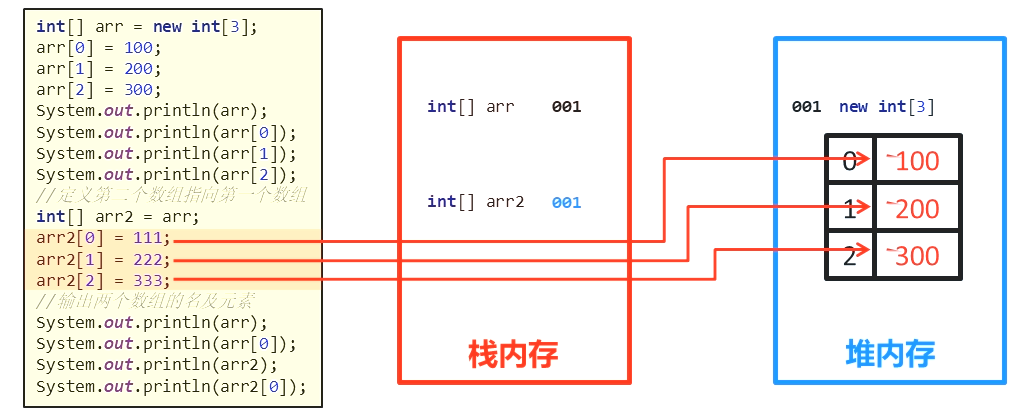 int[] arr = new int[3];
arr[0] = 100;
arr[1] = 200;
arr[2] = 300;
System.out.println(arr);
System.out.println(arr[0]);
System.out.println(arr[1]);
System.out.println(arr[2]);
//定义第二个数组指向第一个数组
int[] arr2 = arr;
arr2[0] = 111;
arr2[1] = 222;
arr2[2] = 333;
//输出两个数组的名及元素
System.out.println(arr);
System.out.println(arr[0]);
System.out.println(arr2);
System.out.println(arr2[0]);
int[] arr 001
int[] arr2 001
栈内存
001 new int[3]
0 100
1 200
2 300
堆内存